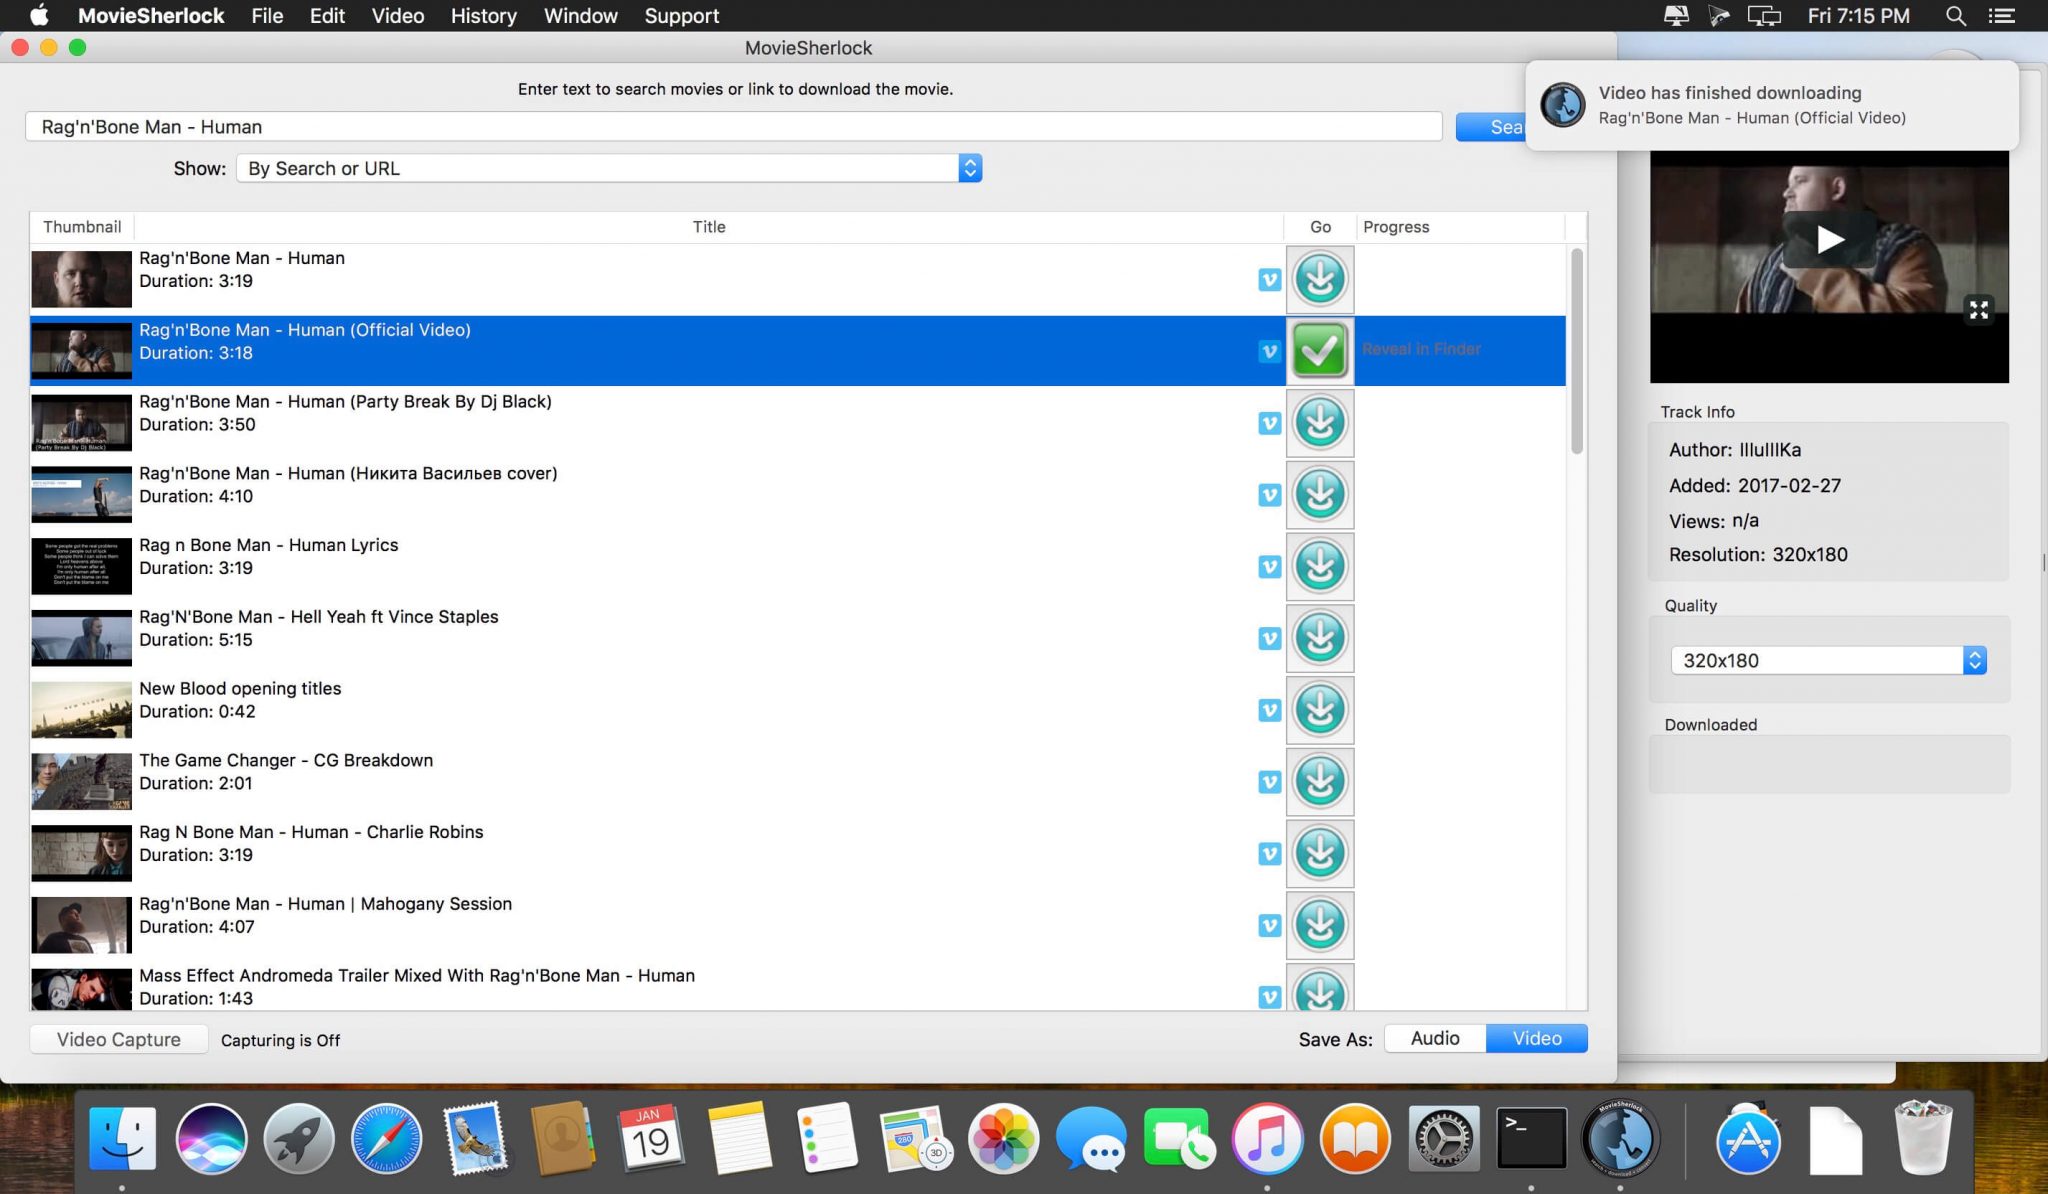 MovieSherlock File Edit Video History Window Support Fri 7:15 PM
MovieSherlock
Enter text to search movies or link to download the movie.
Video has finished downloading
Rag'n'Bone Man - Human (Official Video)
Rag'n'Bone Man - Human
Sea
Show: By Search or URL
Thumbnail Title Go Progress
Rag'n'Bone Man - Human
Duration: 3:19
Rag'n'Bone Man - Human (Official Video)
Duration: 3:18
Reveal in Finder
Rag'n'Bone Man - Human (Party Break By Dj Black)
Duration: 3:50
Rag'n'Bone Man - Human (Никита Васильев cover)
Duration: 4:10
Rag n Bone Man - Human Lyrics
Duration: 3:19
Rag'N'Bone Man - Hell Yeah ft Vince Staples
Duration: 5:15
New Blood opening titles
Duration: 0:42
The Game Changer - CG Breakdown
Duration: 2:01
Rag N Bone Man - Human - Charlie Robins
Duration: 3:19
Rag'n'Bone Man - Human | Mahogany Session
Duration: 4:07
Mass Effect Andromeda Trailer Mixed With Rag'n'Bone Man - Human
Duration: 1:43
Video Capture Capturing is Off
Save As: Audio Video
Track Info
Author: IlluIlIKa
Added: 2017-02-27
Views: n/a
Resolution: 320x180
Quality
320x180
Downloaded
JAN
19
280
3D
>_
MovieSherlock